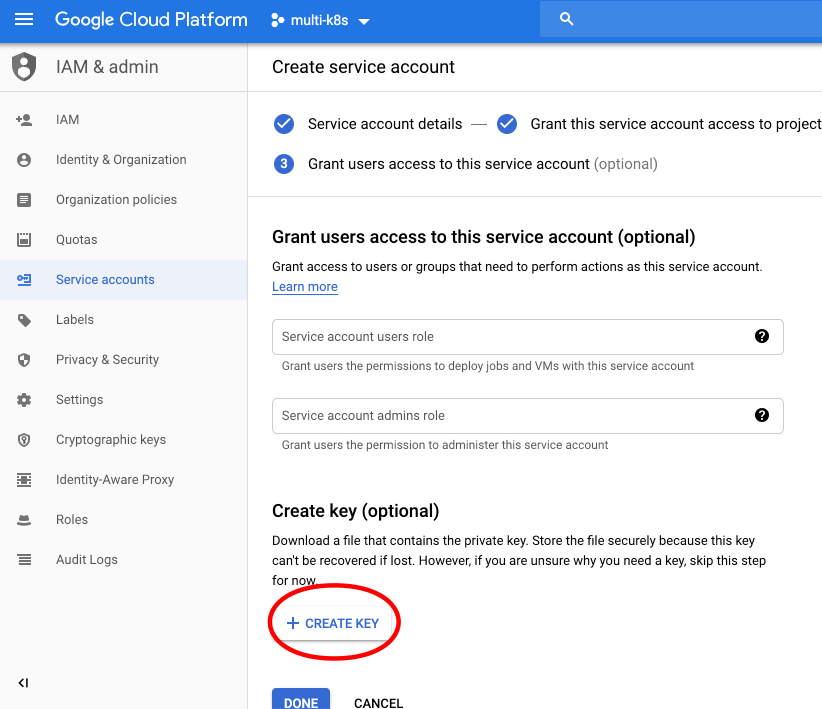 Google Cloud Platform
multi-k8s
IAM & admin
Create service account
Service account details
Grant this service account access to project
3
Grant users access to this service account (optional)
IAM
Identity & Organization
Organization policies
Quotas
Service accounts
Labels
Privacy & Security
Settings
Cryptographic keys
Identity-Aware Proxy
Roles
Audit Logs
Grant users access to this service account (optional)
Grant access to users or groups that need to perform actions as this service account.
Learn more
Service account users role
?
Grant users the permissions to deploy jobs and VMs with this service account
Service account admins role
?
Grant users the permission to administer this service account
Create key (optional)
Download a file that contains the private key. Store the file securely because this key
can't be recovered if lost. However, if you are unsure why you need a key, skip this step
for now.
+ CREATE KEY
DONE
CANCEL